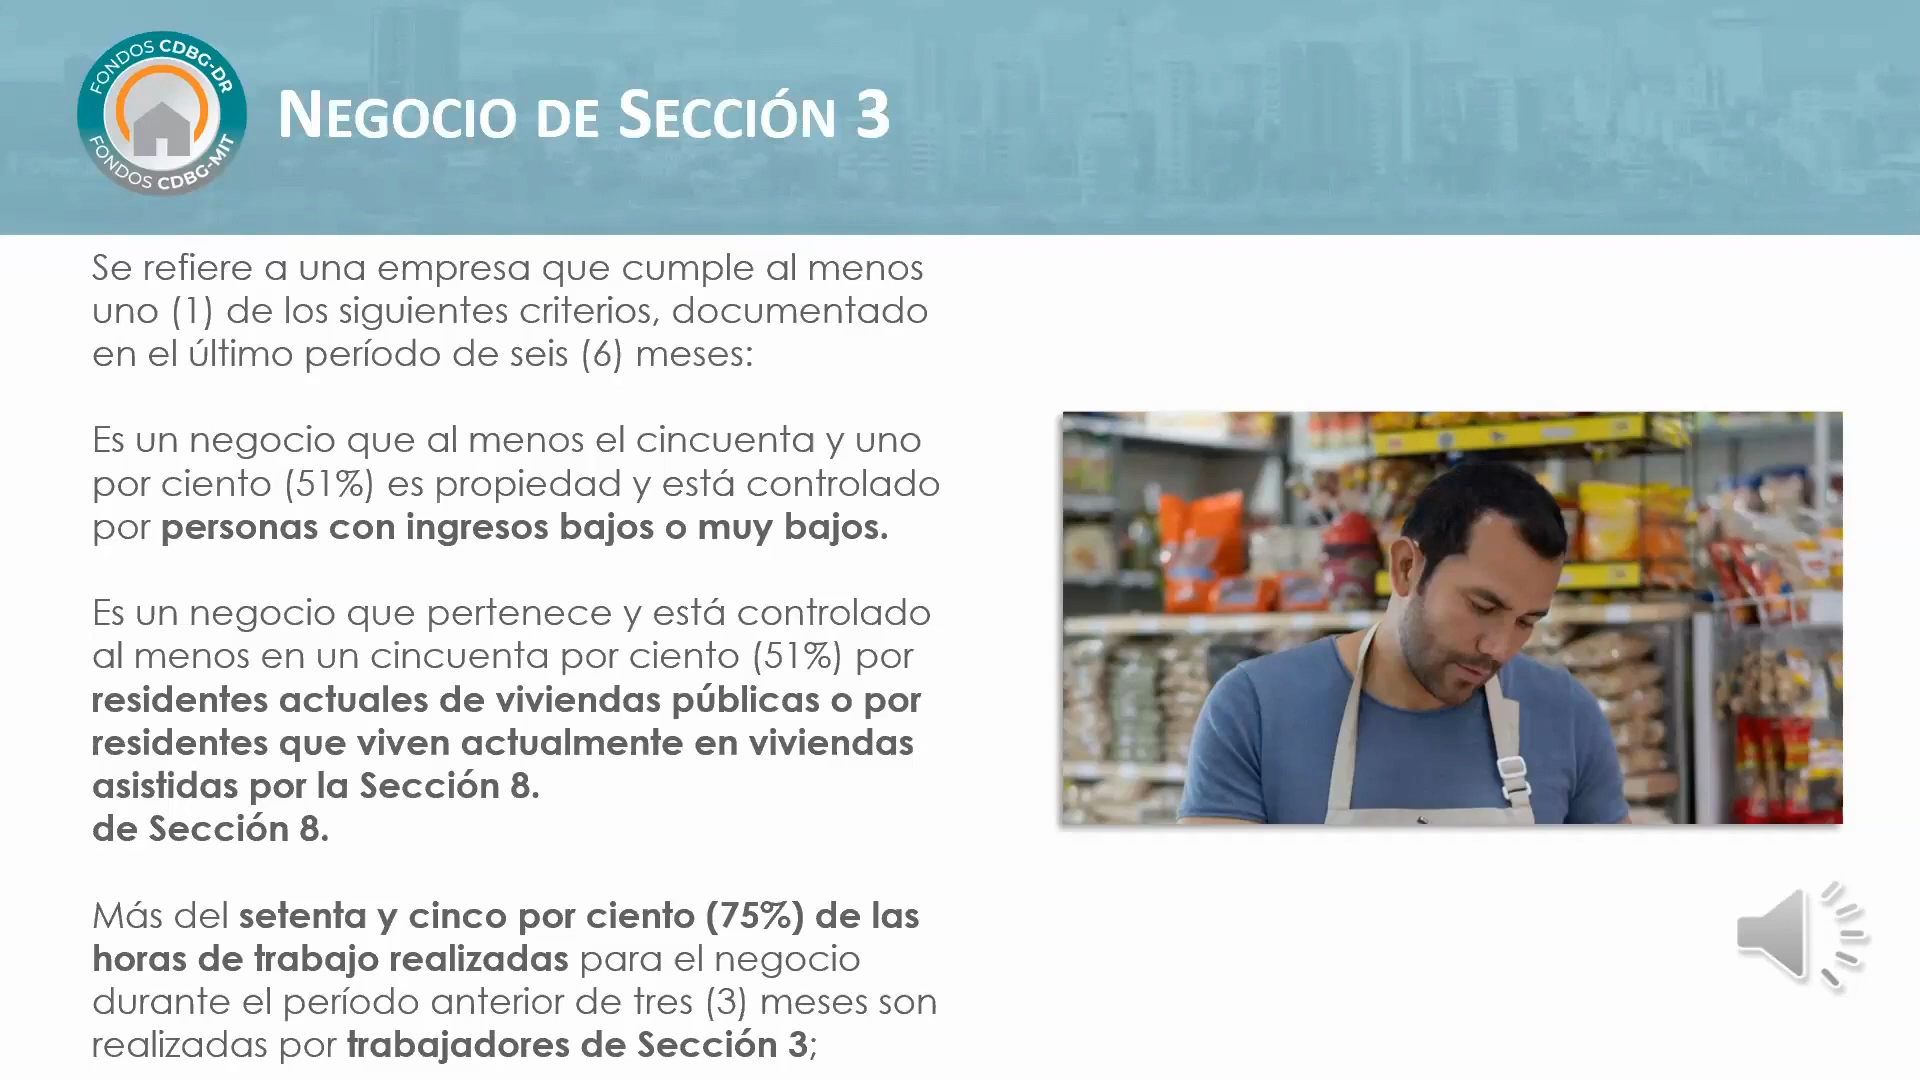 FONDOS CDBG-DR
FONDOS CDBG-MIT
NEGOCIO DE SECCIÓN 3
Se refiere a una empresa que cumple al menos
uno (1) de los siguientes criterios, documentado
en el último período de seis (6) meses:
Es un negocio que al menos el cincuenta y uno
por ciento (51%) es propiedad y está controlado
por personas con ingresos bajos o muy bajos.
Es un negocio que pertenece y está controlado
al menos en un cincuenta por ciento (51%) por
residentes actuales de viviendas públicas o por
residentes que viven actualmente en viviendas
asistidas por la Sección 8.
de Sección 8.
Más del setenta y cinco por ciento (75%) de las
horas de trabajo realizadas para el negocio
durante el período anterior de tres (3) meses son
realizadas por trabajadores de Sección 3;